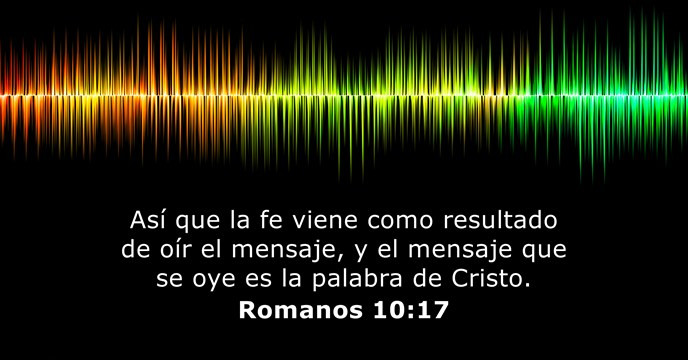 Así que la fe viene como resultado
de oír el mensaje, y el mensaje que
se oye es la palabra de Cristo.
Romanos 10:17